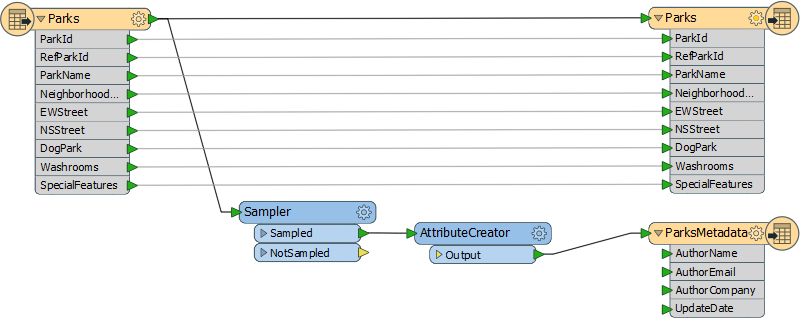 Parks
ParkId
RefParkId
ParkName
Neighborhood...
EWStreet
NSStreet
DogPark
Washrooms
SpecialFeatures
Parks
ParkId
RefParkId
ParkName
Neighborhood...
EWStreet
NSStreet
DogPark
Washrooms
SpecialFeatures
Sampler
Sampled
NotSampled
AttributeCreator
Output
ParksMetadata
AuthorName
AuthorEmail
AuthorCompany
UpdateDate